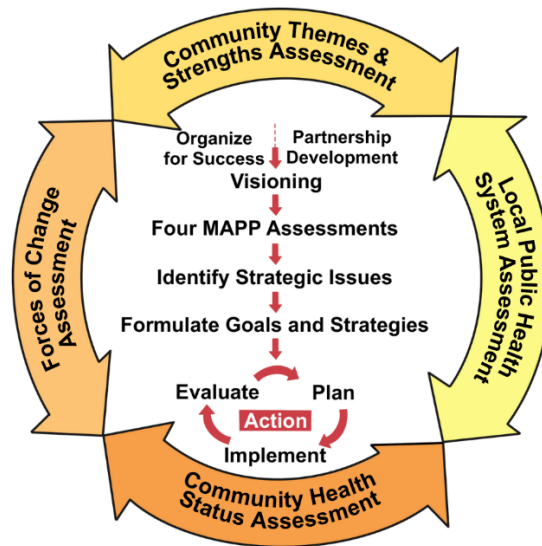 Community Themes &
Strengths Assessment
Organize
for Success
Partnership
Development
Visioning
Four MAPP Assessments
Identify Strategic Issues
Formulate Goals and Strategies
Evaluate
Plan
Action
Implement
Forces of Change
Assessment
Local Public Health
System Assessment
Community Health
Status Assessment